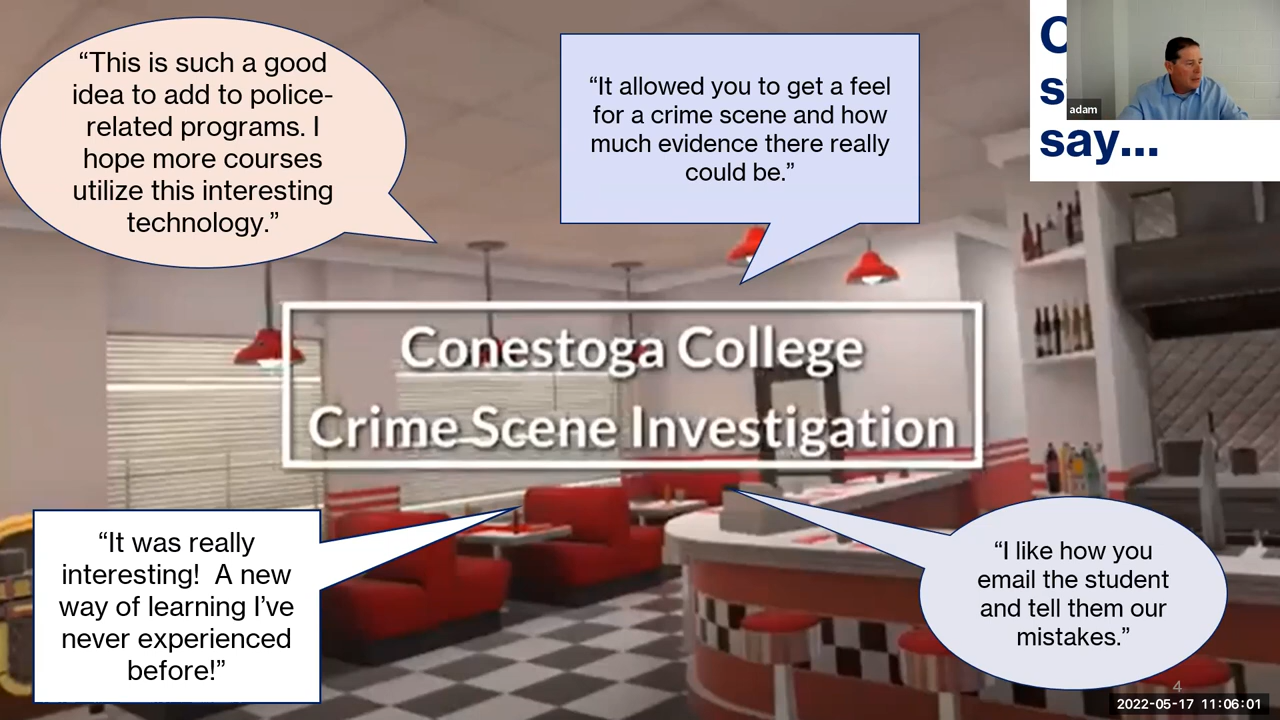 “This is such a good
idea to add to police-
related programs. I
hope more courses
utilize this interesting
technology.”
“It allowed you to get a feel
for a crime scene and how
much evidence there really
could be.”
say...
adam
Conestoga College
Crime Scene Investigation
“It was really
interesting!  A new
way of learning I’ve
never experienced
before!”
“I like how you
email the student
and tell them our
mistakes.”
4
2022-05-17 11:06:01